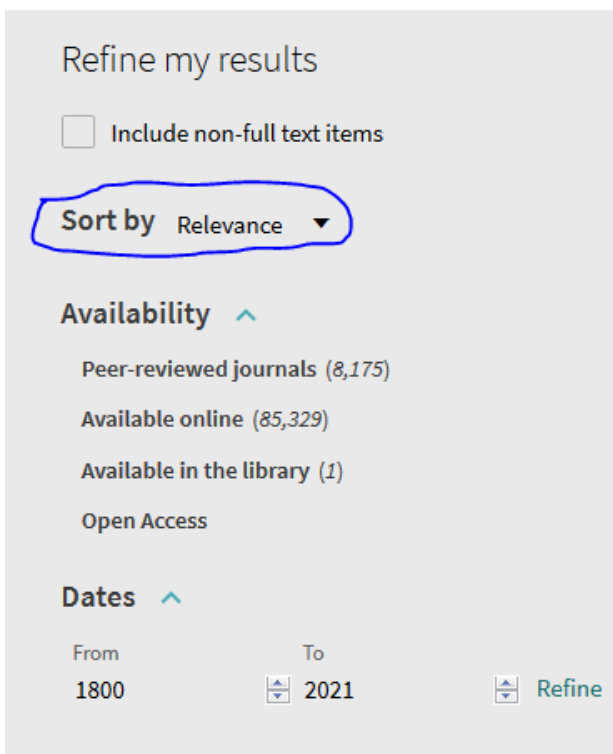 Refine my results
Include non-full text items
Sort by Relevance
Availability
Peer-reviewed journals (8,175)
Available online (85,329)
Available in the library (1)
Open Access
Dates
From To
1800 2021 Refine